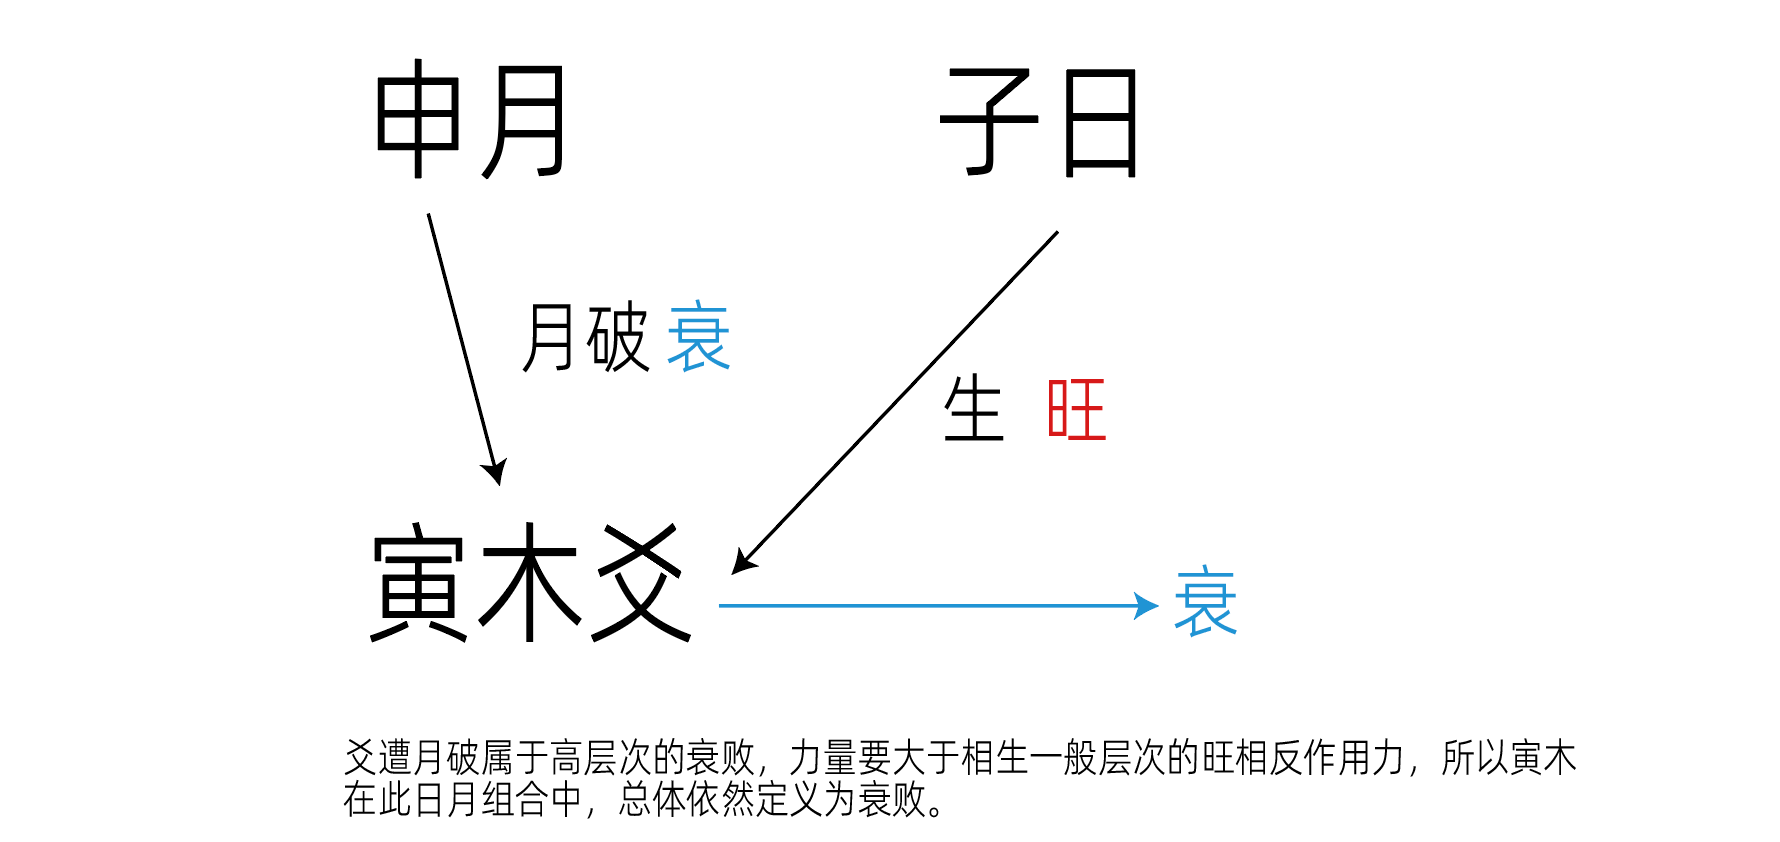 申月 子日
月破 衰
生 旺
寅木爻 衰
爻遭月破属于高层次的衰败，力量要大于相生一般层次的旺相反作用力，所以寅木
在此日月组合中，总体依然定义为衰败。